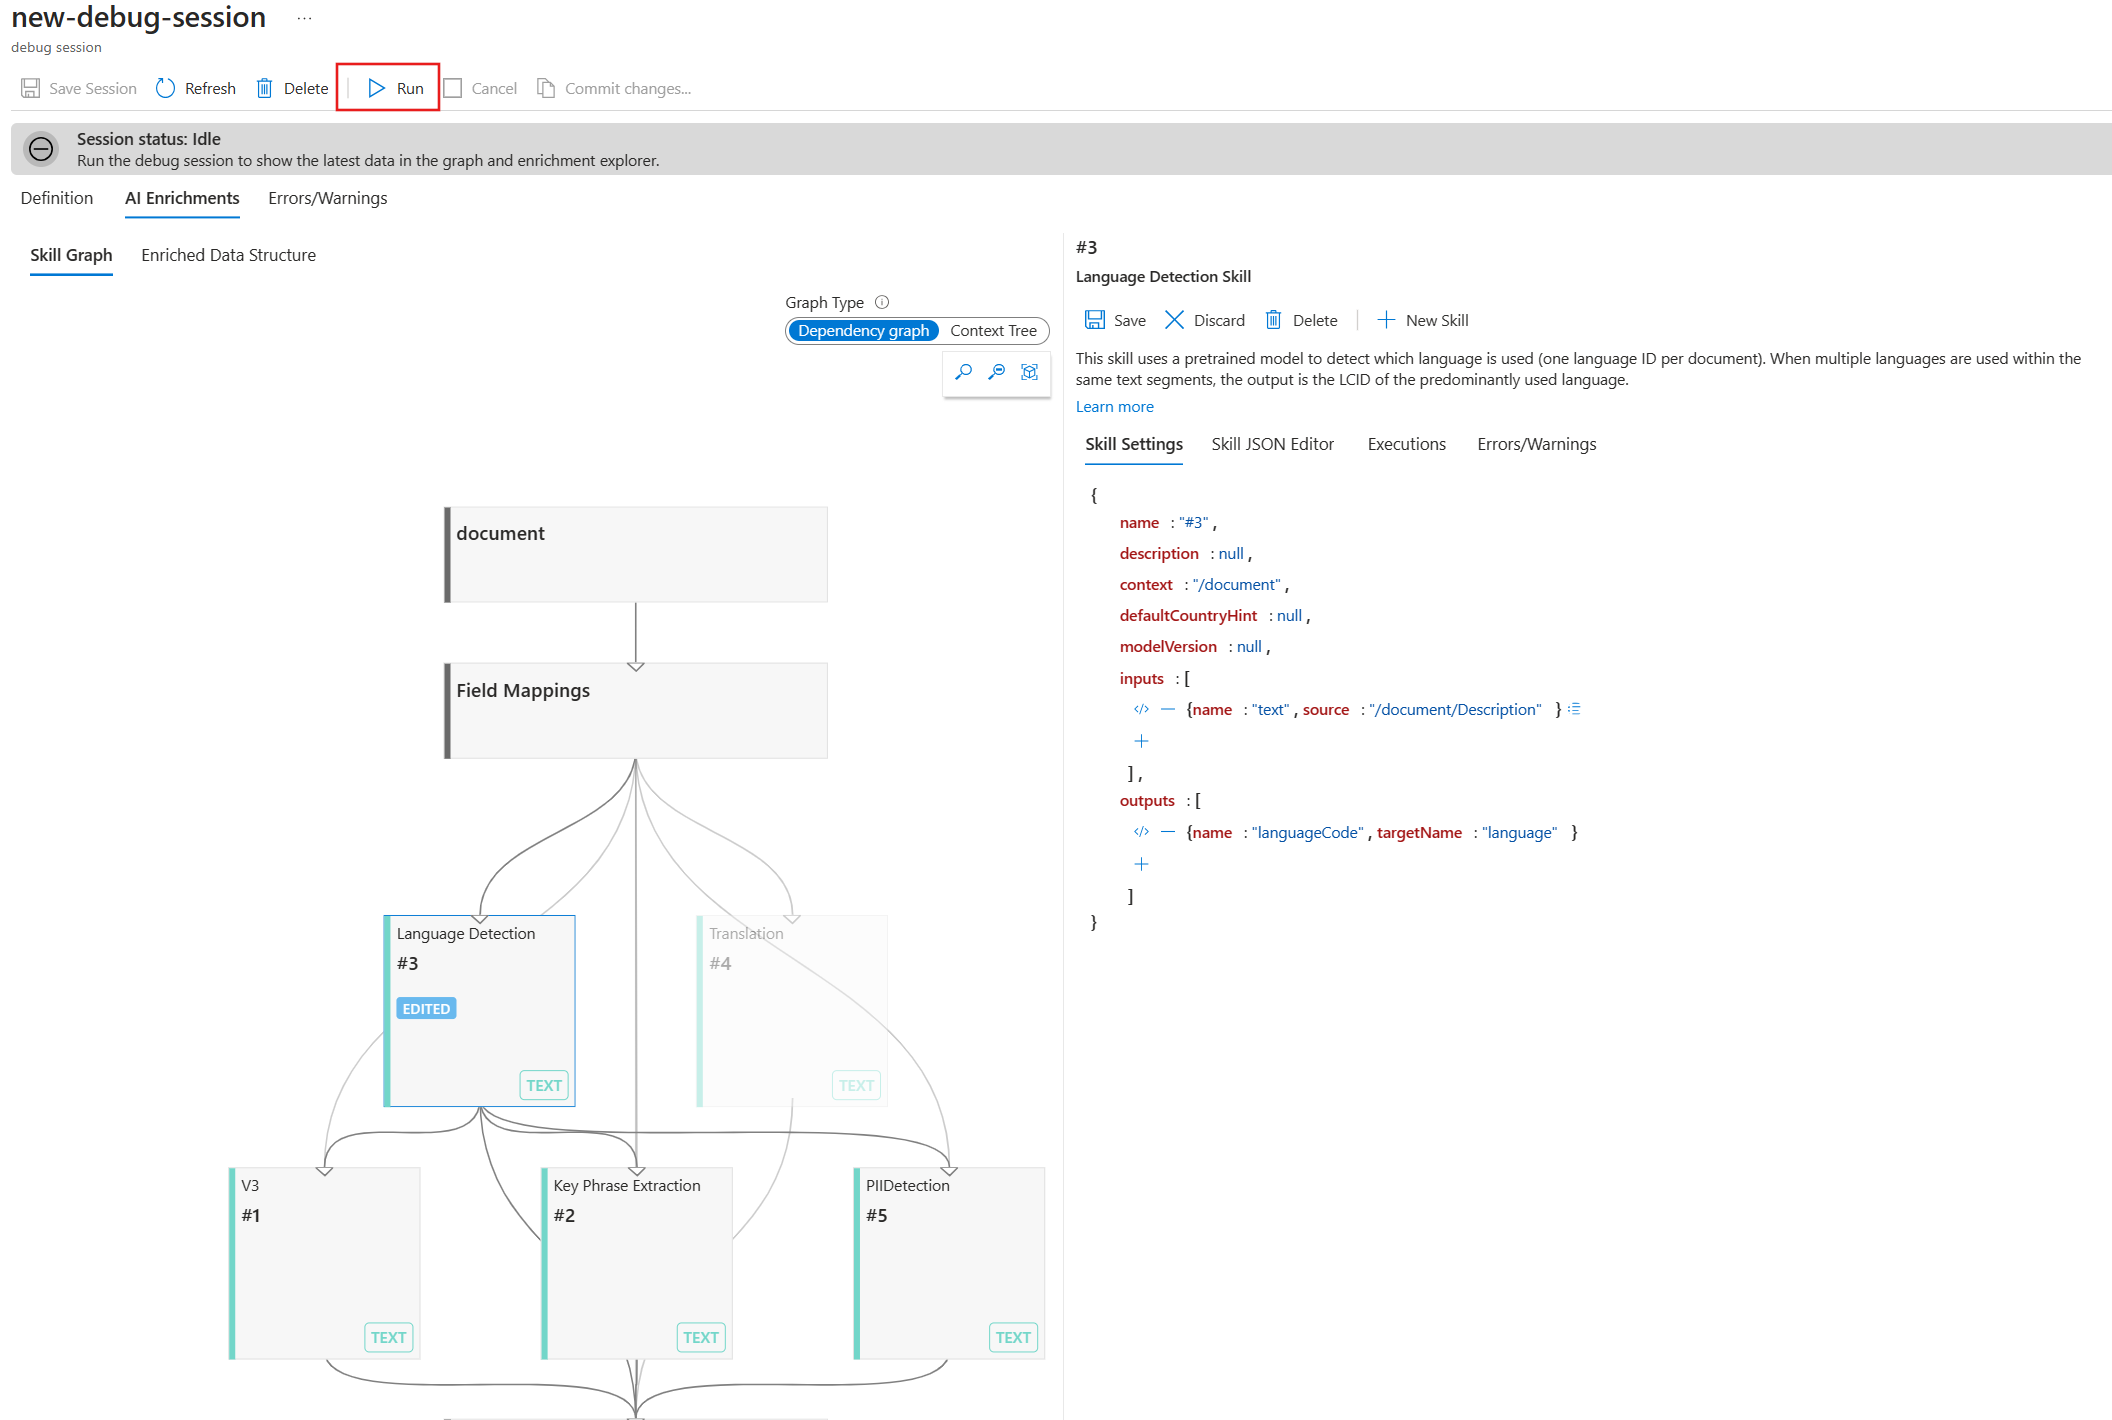 new-debug-session ...
debug session
Save Session Refresh Delete Run Cancel Commit changes...
Session status: Idle
Run the debug session to show the latest data in the graph and enrichment explorer.
Definition AI Enrichments Errors/Warnings
Skill Graph Enriched Data Structure
Graph Type
Dependency graph Context Tree
document
Field Mappings
Language Detection
#3
EDITED
TEXT
Translation
#4
TEXT
V3
#1
TEXT
Key Phrase Extraction
#2
TEXT
PIIDetection
#5
TEXT
#3
Language Detection Skill
Save Discard Delete New Skill
This skill uses a pretrained model to detect which language is used (one language ID per document). When multiple languages are used within the
same text segments, the output is the LCID of the predominantly used language.
Learn more
Skill Settings Skill JSON Editor Executions Errors/Warnings
{
name : "#3" ,
description : null ,
context : "/document" ,
defaultCountryHint : null ,
modelVersion : null ,
inputs : [
</> — {name : "text" , source : "/document/Description" }
+
] ,
outputs : [
</> — {name : "languageCode" , targetName : "language" }
+
]
}